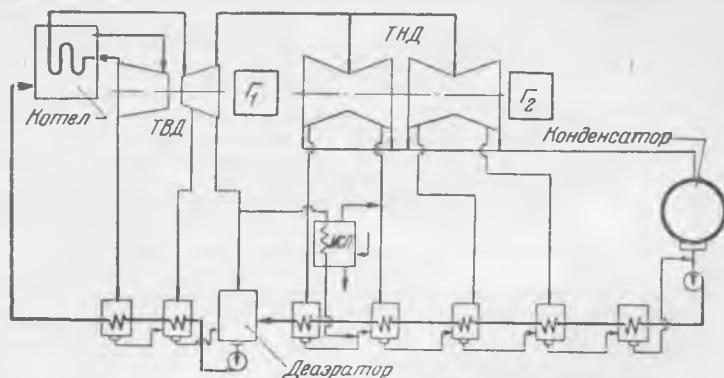 ТНД
Г1
Г2
Котел
ТВД
Конденсатор
ИСП
Деаэратор